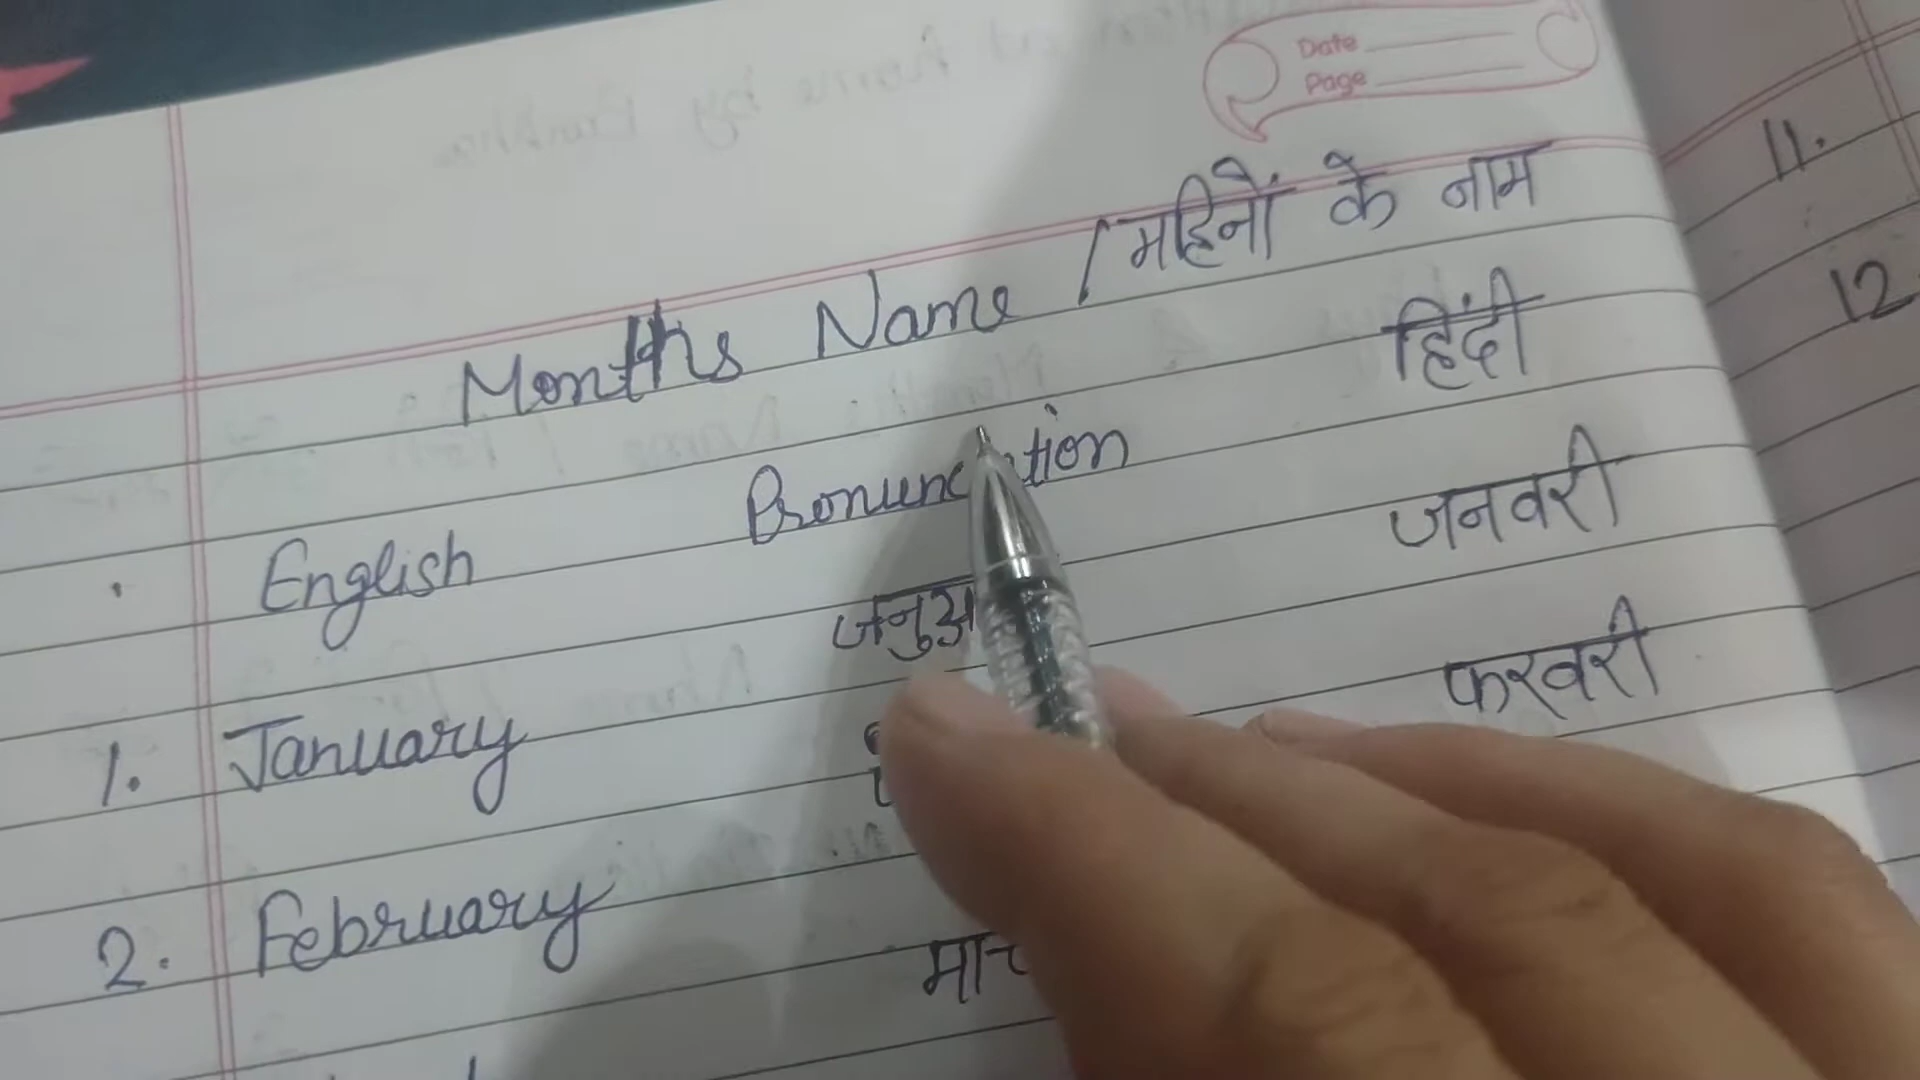 Date
Page
Months Name / महिनों के नाम
English हिंदी
1. January जनवरी
2. February फरवरी
11.
12